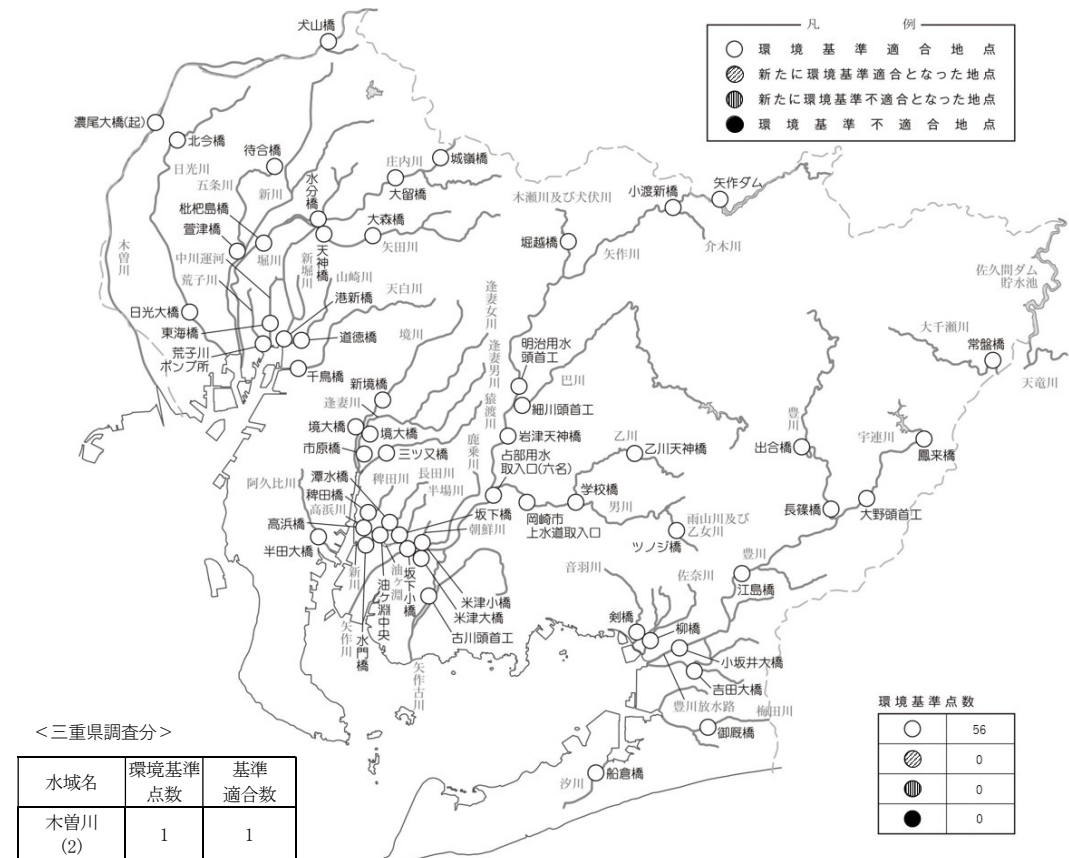 犬山橋
凡 例
環境基準適合地点
新たに環境基準適合となった地点
新たに環境基準不適合となった地点
環境基準不適合地点
濃尾大橋(起)
北今橋
日光川
待合橋
五条川
新川
水分橋
庄内川
城嶺橋
大留橋
木瀬川及び犬伏川
小渡新橋
矢作ダム
枇杷島橋
萱津橋
大森橋
矢田川
天神橋
堀越橋
矢作川
介木川
木曽川
中川運河
堀川
新堀川
荒子川
山崎川
港新橋
天白川
逢妻女川
佐久間ダム
貯水池
日光大橋
東海橋
荒子川
ポンプ所
道徳橋
境川
千鳥橋
逢妻男川
明治用水
頭首工
大千瀬川
常盤橋
天竜川
新境橋
逢妻川
猿渡川
巴川
細川頭首工
豊川
境大橋
境大橋
市原橋
三ツ又橋
鹿乗川
岩津天神橋
占部用水
取入口(六名)
乙川
乙川天神橋
出合橋
宇連川
鳳来橋
潭水橋
稗田川
長田川
半場川
阿久比川
稗田橋
高浜川
高浜橋
半田大橋
坂下橋
朝鮮川
岡崎市
上水道取入口
学校橋
男川
雨山川及び
乙女川
ツノジ橋
長篠橋
大野頭首工
新川
油ヶ淵
坂下小橋
油ヶ淵中央
水門橋
米津小橋
米津大橋
古川頭首工
矢作川
矢作古川
音羽川
佐奈川
豊川
江島橋
剣橋
柳橋
小坂井大橋
吉田大橋
豊川放水路
梅田川
御厩橋
汐川
船倉橋
<三重県調査分>
水域名 環境基準点数 基準適合数
木曽川(2) 1 1
環境基準点数
56
0
0
0